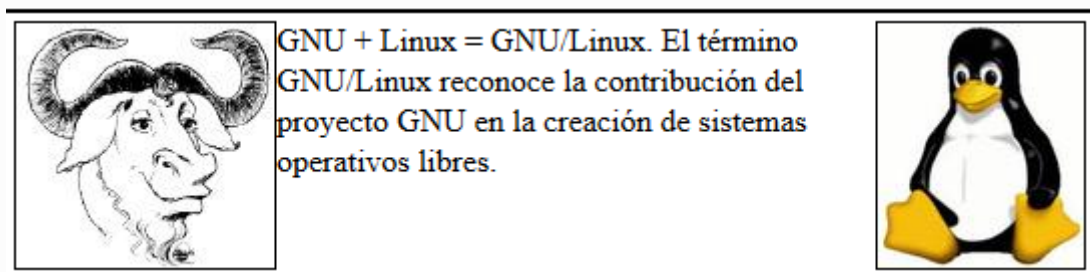 GNU + Linux = GNU/Linux. El término
GNU/Linux reconoce la contribución del
proyecto GNU en la creación de sistemas
operativos libres.